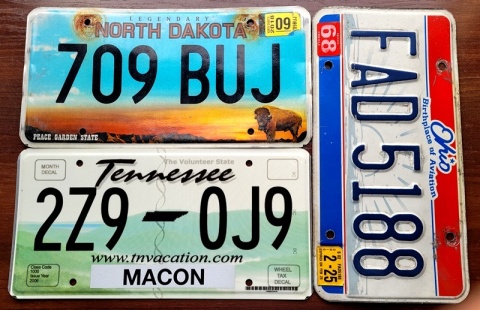 LEGENDARY
NORTH DAKOTA
09
709 BUJ
PEACE GARDEN STATE
The Volunteer State
Tennessee
MONTH
DECAL
2Z9 - 0J9
www.tnvacation.com
MACON
WHEEL
TAX
DECAL
68
Ohio
Birthplace of Aviation
FAD 5188
2-25